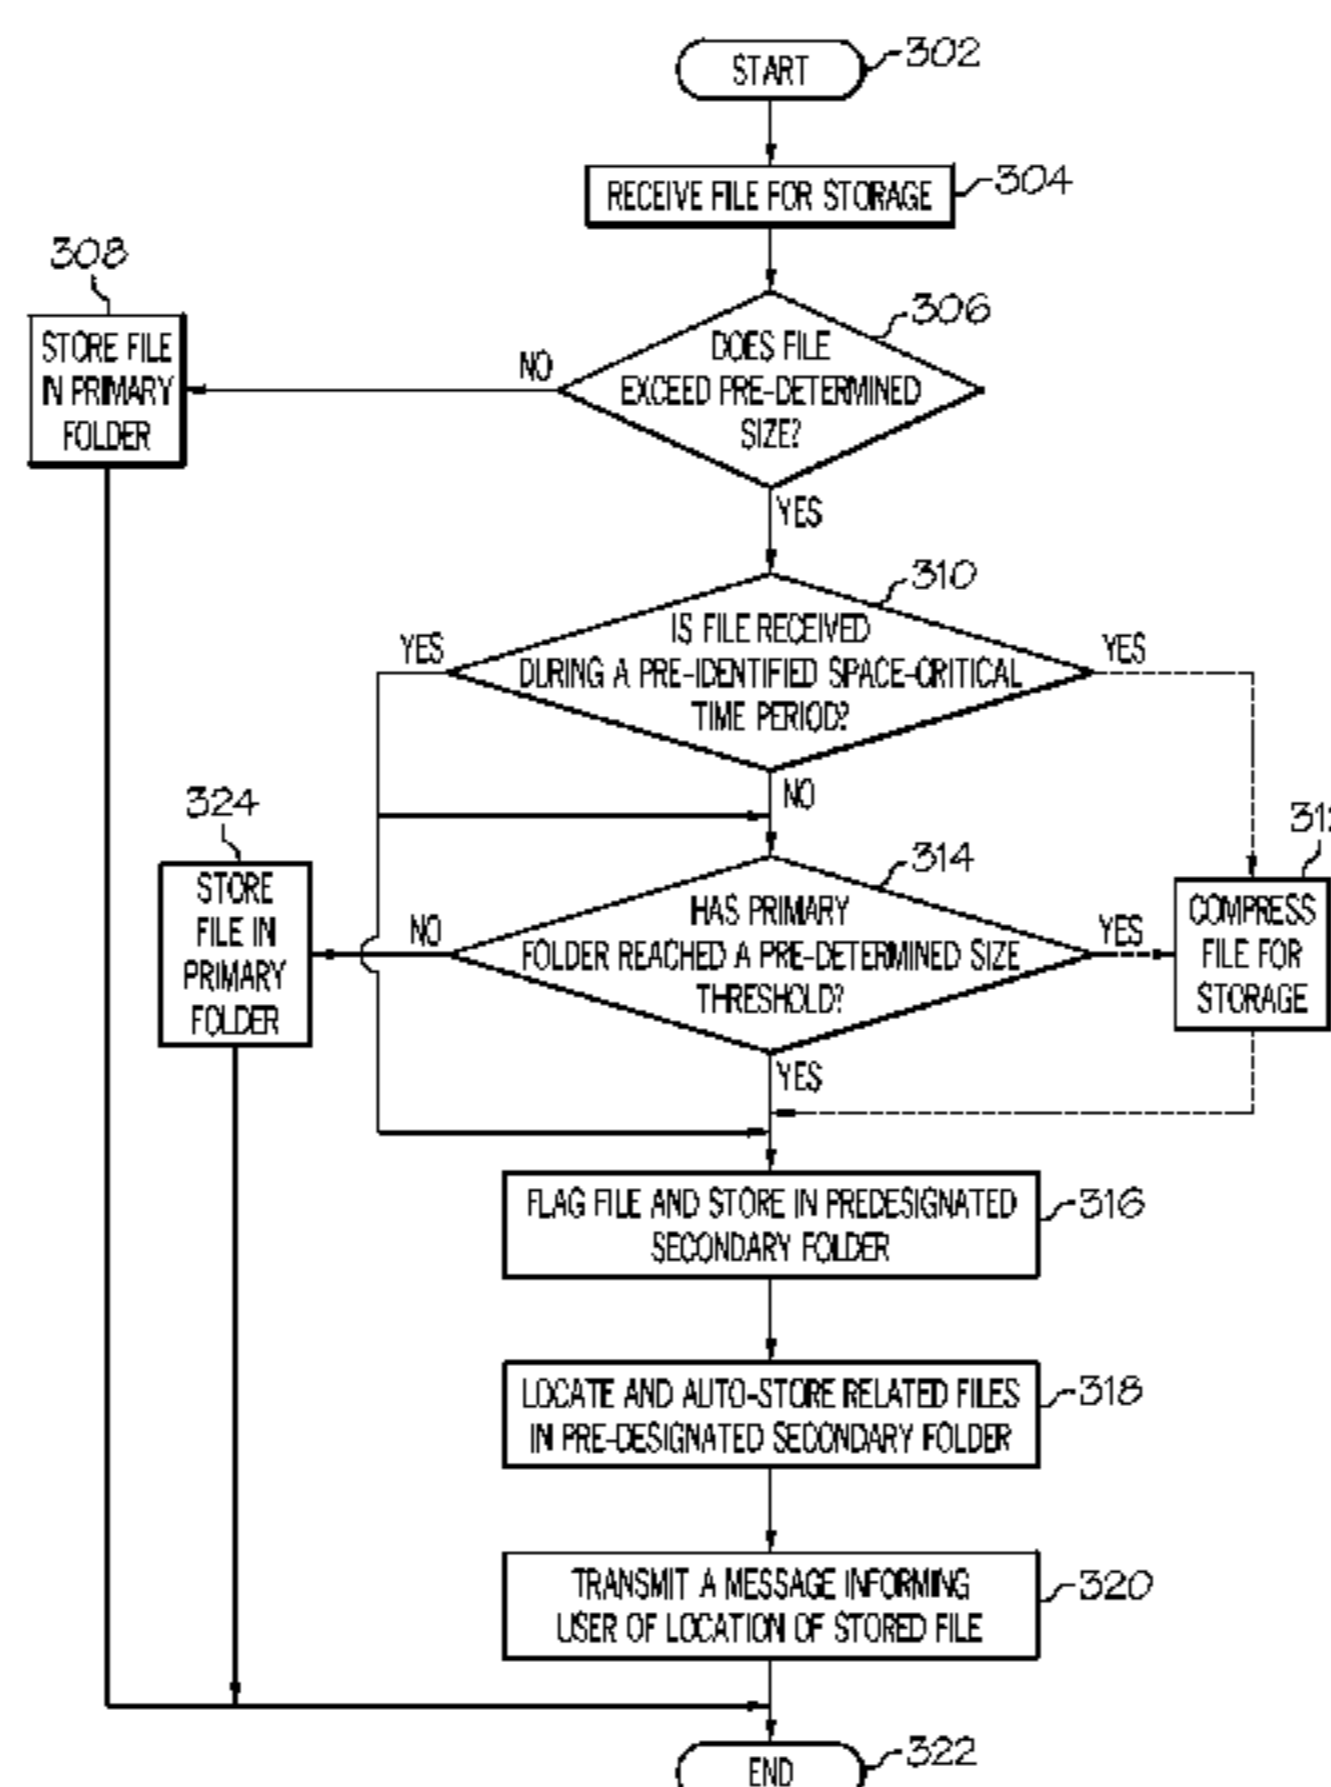 START
302
RECEIVE FILE FOR STORAGE
304
308
STORE FILE
IN PRIMARY
FOLDER
NO
306
DOES FILE
EXCEED PRE-DETERMINED
SIZE?
YES
310
YES
IS FILE RECEIVED
DURING A PRE-IDENTIFIED SPACE-CRITICAL
TIME PERIOD?
YES
NO
324
STORE
FILE IN
PRIMARY
FOLDER
NO
314
HAS PRIMARY
FOLDER REACHED A PRE-DETERMINED SIZE
THRESHOLD?
YES
COMPRESS
FILE FOR
STORAGE
YES
FLAG FILE AND STORE IN PREDESIGNATED
SECONDARY FOLDER
316
LOCATE AND AUTO-STORE RELATED FILES
IN PRE-DESIGNATED SECONDARY FOLDER
318
TRANSMIT A MESSAGE INFORMING
USER OF LOCATION OF STORED FILE
320
END
322